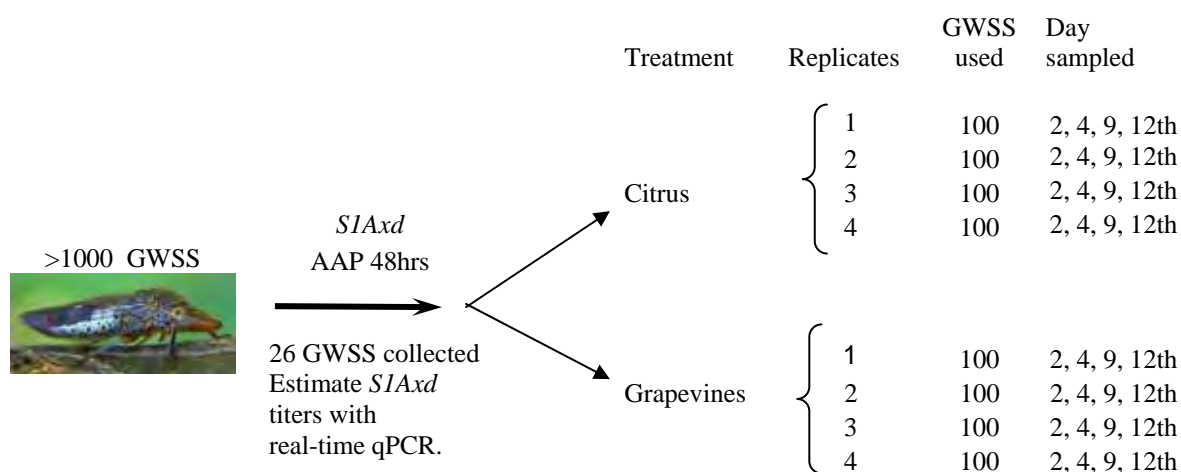 GWSS Day
Treatment Replicates used sampled
1 100 2, 4, 9, 12th
2 100 2, 4, 9, 12th
Citrus 3 100 2, 4, 9, 12th
4 100 2, 4, 9, 12th
S1Axd
>1000 GWSS AAP 48hrs
26 GWSS collected
Estimate S1Axd
titers with
real-time qPCR.
1 100 2, 4, 9, 12th
Grapevines 2 100 2, 4, 9, 12th
3 100 2, 4, 9, 12th
4 100 2, 4, 9, 12th